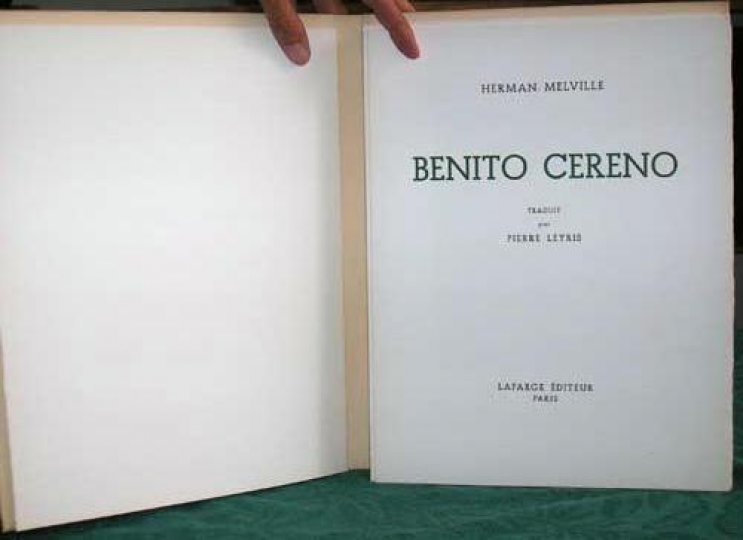 HERMAN MELVILLE
BENITO CERENO
TRADUIT
par
PIERRE LEYRIS
LAFARGE ÉDITEUR
PARIS